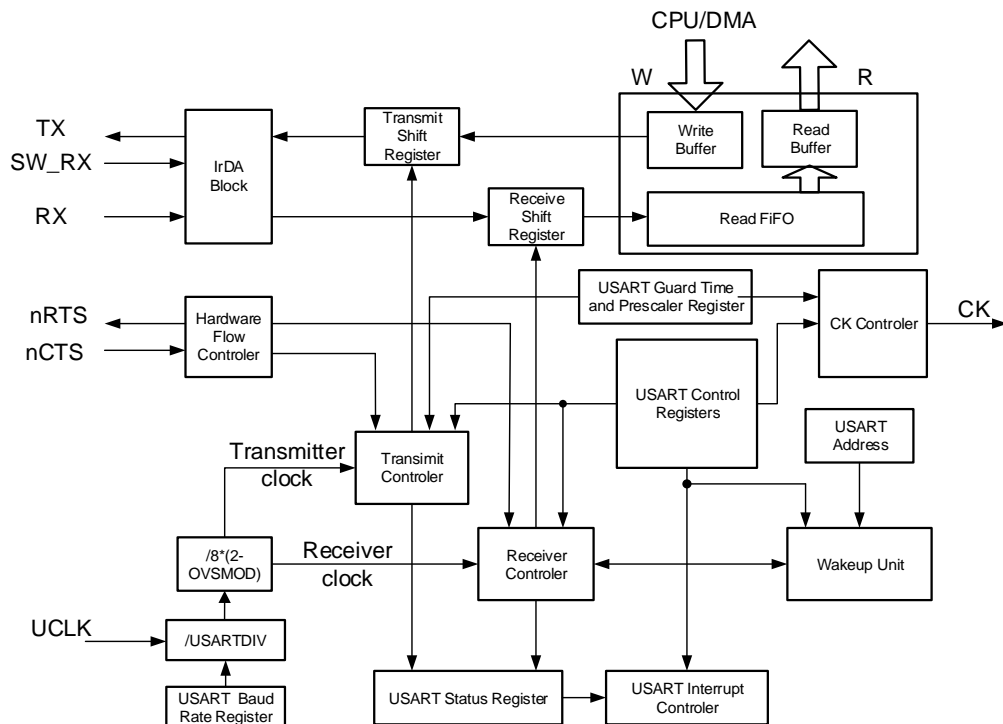 CPU/DMA
W
R
TX
SW_RX
RX
IrDA
Block
Transmit
Shift
Register
Write
Buffer
Read
Buffer
Receive
Shift
Register
Read FiFO
USART Guard Time
and Prescaler Register
CK Controler
CK
nRTS
nCTS
Hardware
Flow
Controler
USART Control
Registers
USART
Address
Transmitter
clock
Transimit
Controler
/8*(2-
OVSMOD)
Receiver
clock
Receiver
Controler
Wakeup Unit
UCLK
/USARTDIV
USART Baud
Rate Register
USART Status Register
USART Interrupt
Controler